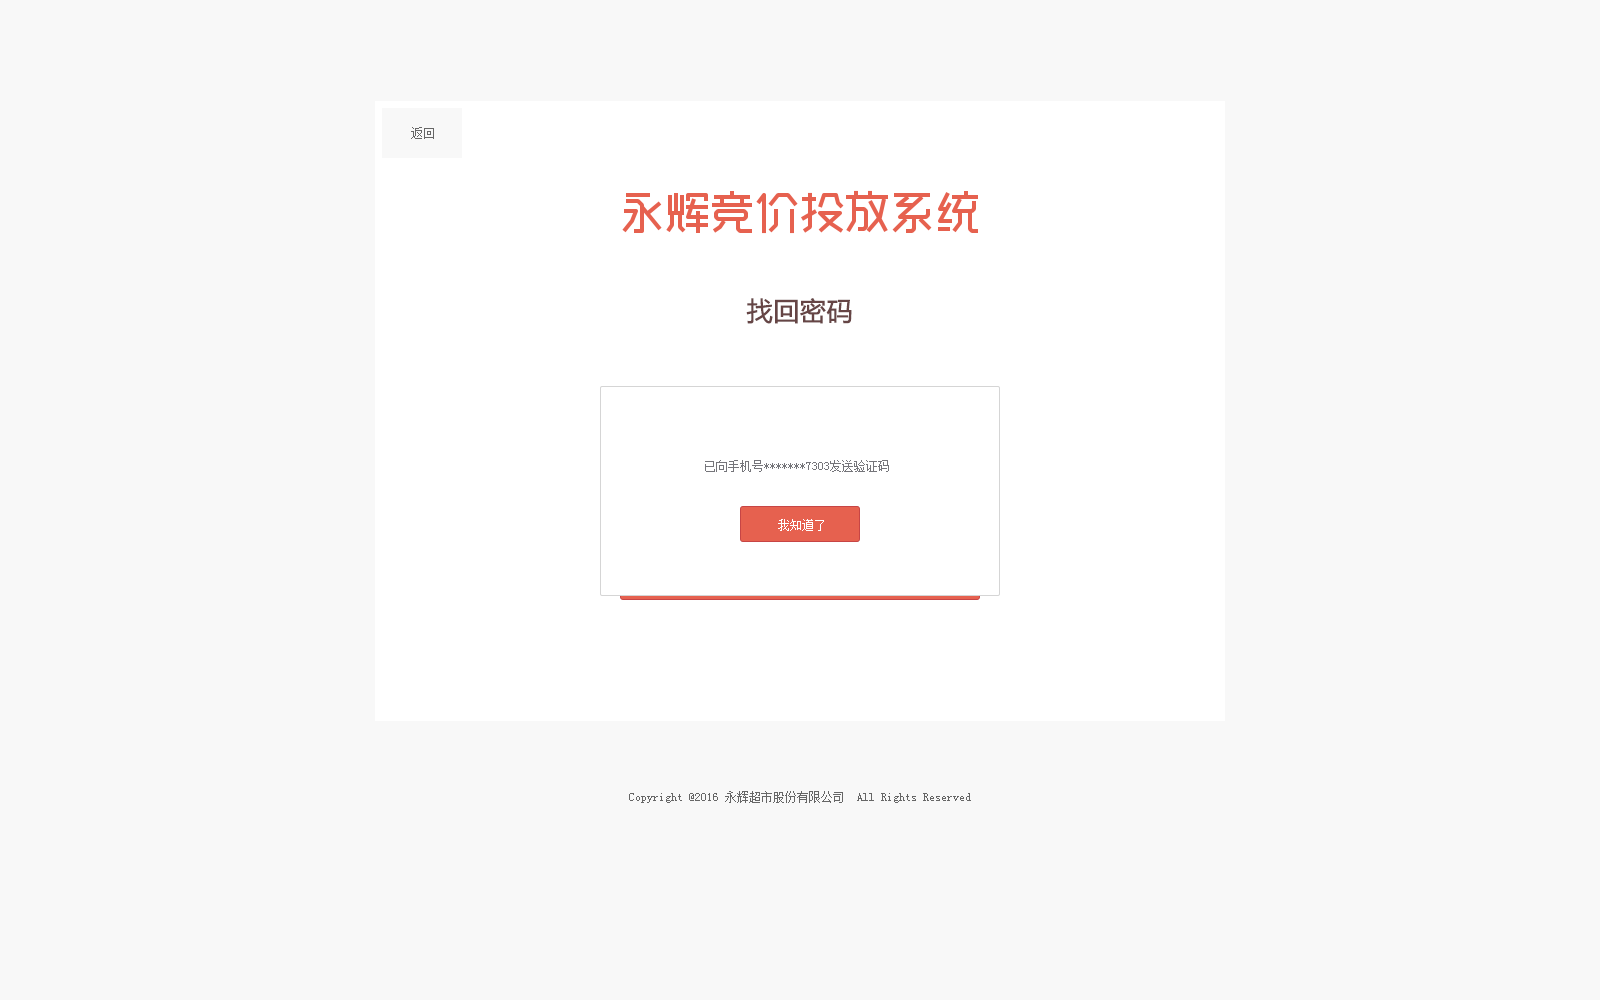 返回
永辉竞价投放系统
找回密码
已向手机号*******7303发送验证码
我知道了
Copyright @2016 永辉超市股份有限公司  All Rights Reserved